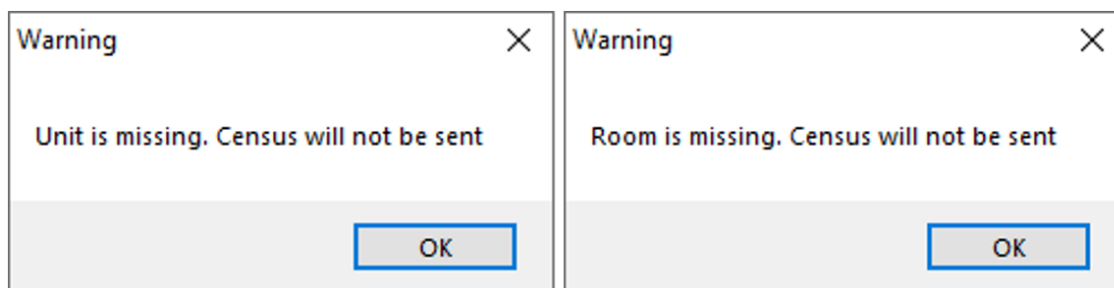 Warning
Unit is missing. Census will not be sent
OK
Warning
Room is missing. Census will not be sent
OK